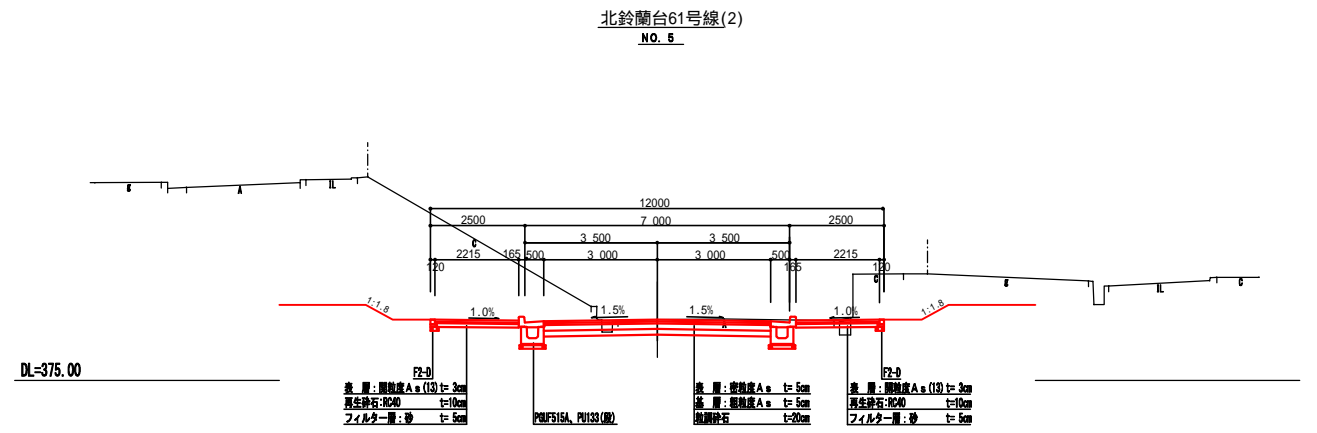 北鈴蘭台61号線(2)
NO. 5
g
A
IL
12000
2500
7 000
2500
C
3 500
3 500
2215
165
500
3 000
3 000
500
2215
120
165
120
C
g
IL
C
1:1.8
1.0%
1.5%
1.5%
1.0%
1:1.8
DL=375.00
F2-D
F2-D
表 層:開粒度As(13) t= 3cm
再生砕石:RC40 t=10cm
フィルター層:砂 t= 5cm
PGUF515A、PU133(設)
表 層:密粒度As t= 5cm
基 層:粗粒度As t= 5cm
粒調砕石 t=20cm
表 層:開粒度As(13) t= 3cm
再生砕石:RC40 t=10cm
フィルター層:砂 t= 5cm